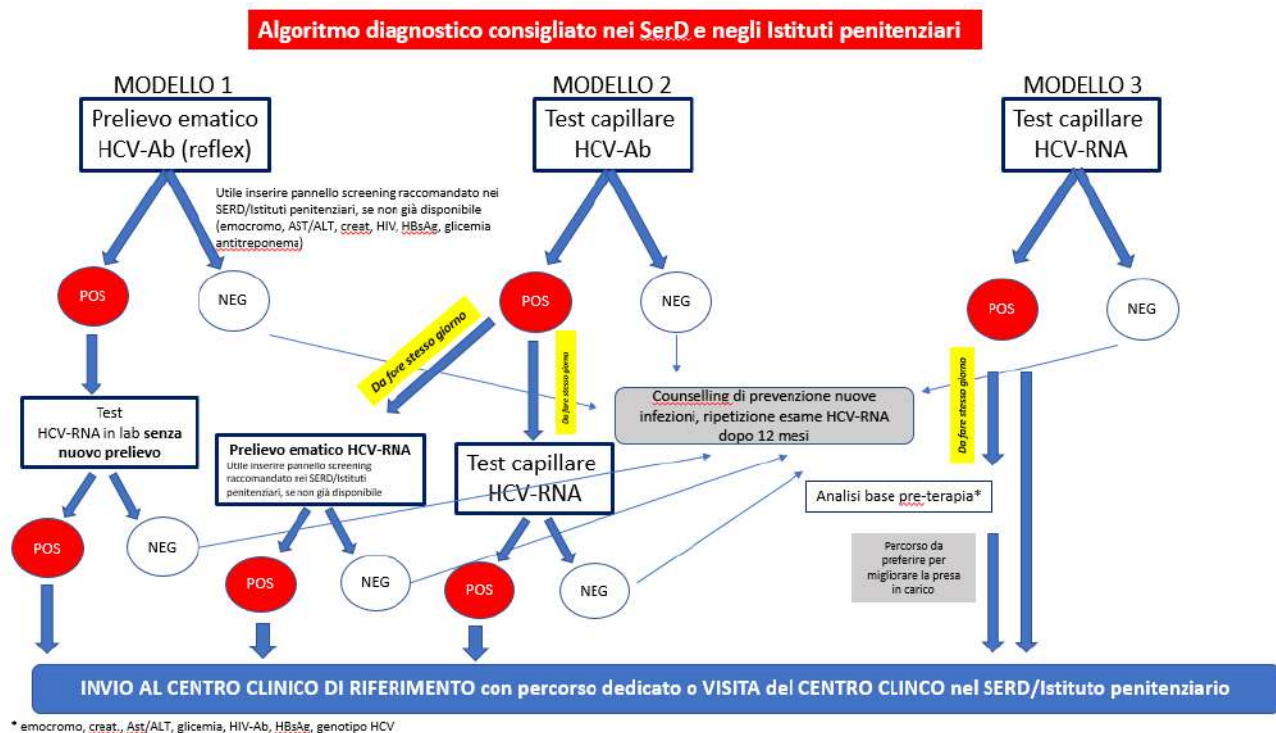 Algoritmo diagnostico consigliato nei SerD e negli Istituti penitenziari
MODELLO 1
Prelievo ematico
HCV-Ab (reflex)
Utile inserire pannello screening raccomandato nei
SERD/Istituti penitenziari, se non già disponibile
(emocromo, AST/ALT, creat, HIV, HBsAg, glicemia
antitreponema)
POS
NEG
Test
HCV-RNA in lab senza
nuovo prelievo
POS
NEG
MODELLO 2
Test capillare
HCV-Ab
POS
NEG
Da fare stesso giorno
Da fare stesso giorno
Prelievo ematico HCV-RNA
Utile inserire pannello screening
raccomandato nei SERD/Istituti
penitenziari, se non già disponibile
POS
NEG
Test capillare
HCV-RNA
POS
NEG
Counselling di prevenzione nuove
infezioni, ripetizione esame HCV-RNA
dopo 12 mesi
MODELLO 3
Test capillare
HCV-RNA
POS
NEG
Da fare stesso giorno
Analisi base pre-terapia*
Percorso da
preferire per
migliorare la presa
in carico
INVIO AL CENTRO CLINICO DI RIFERIMENTO con percorso dedicato o VISITA del CENTRO CLINCO nel SERD/Istituto penitenziario
* emocromo, creat., Ast/ALT, glicemia, HIV-Ab, HBsAg, genotipo HCV